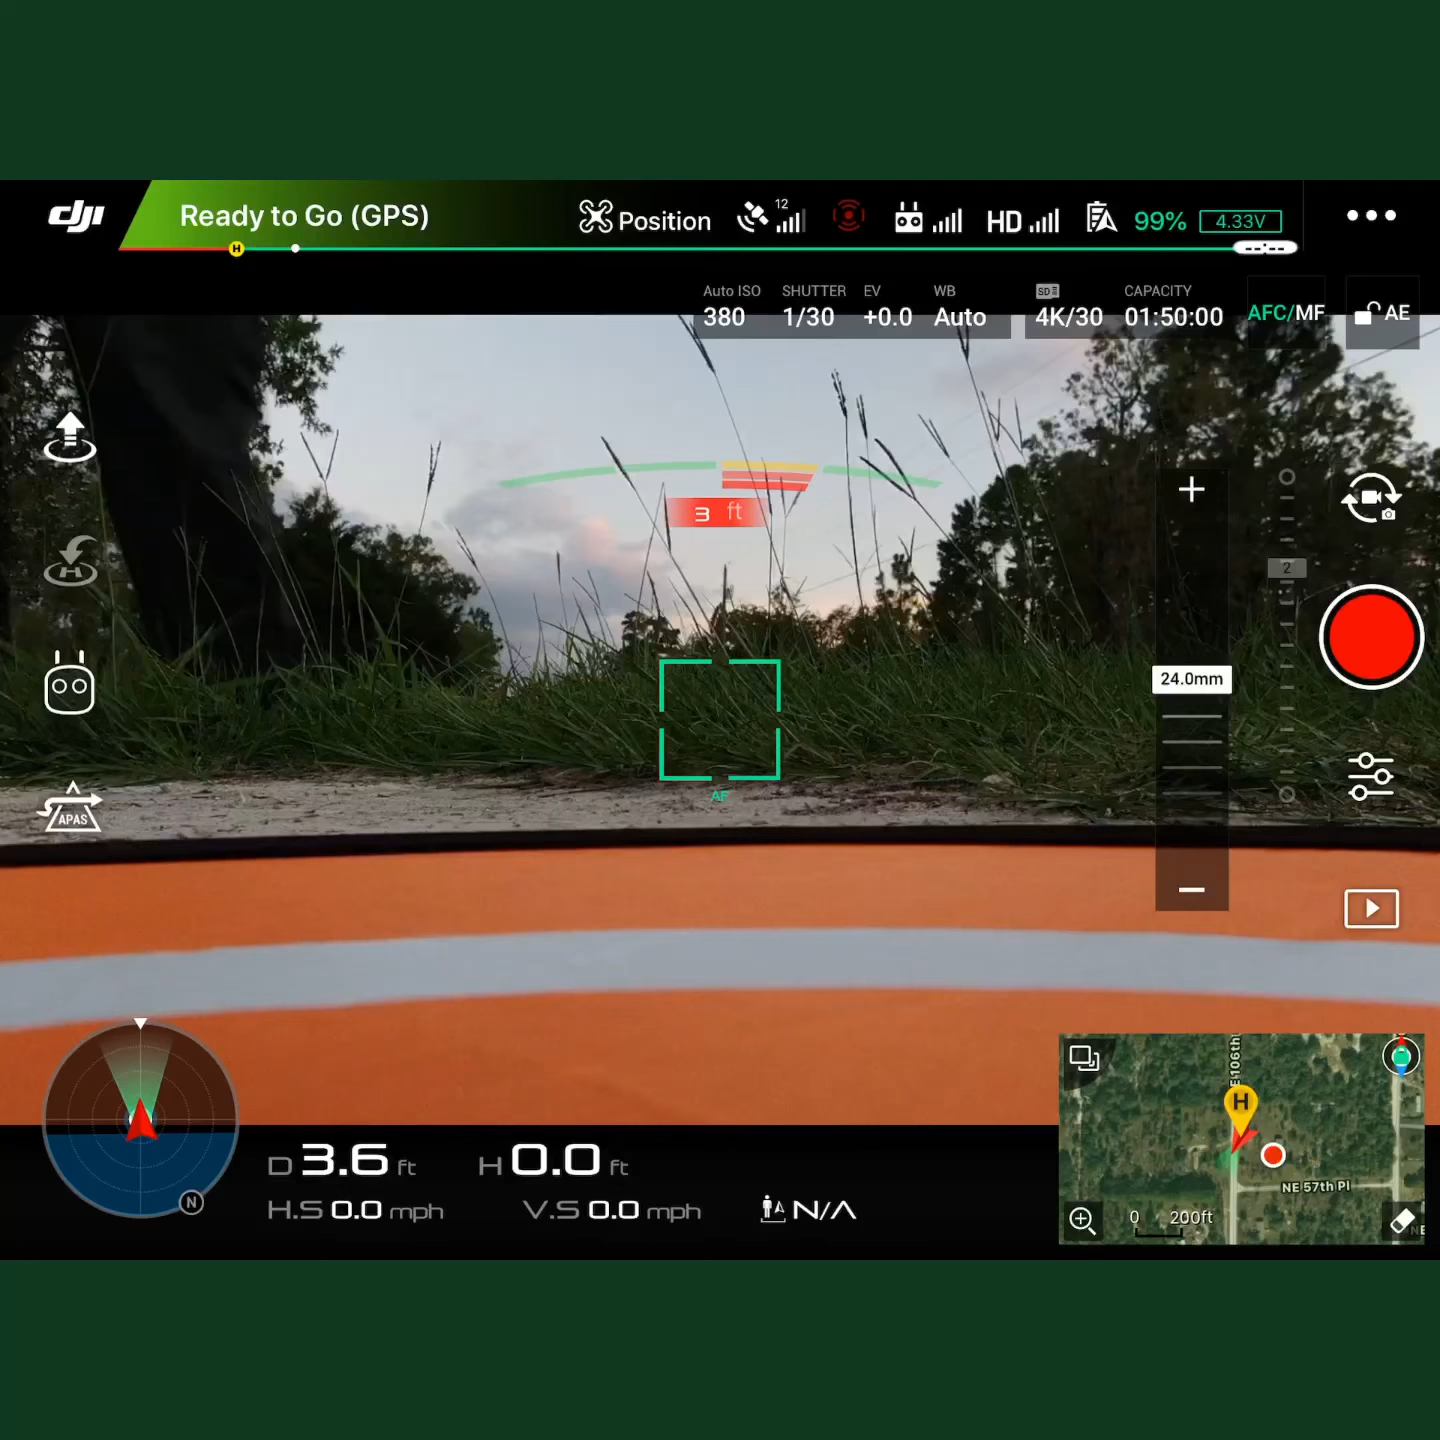 dji
Ready to Go (GPS)
Position
12
HD
99%
4.33V
H
Auto ISO
380
SHUTTER
1/30
EV
+0.0
WB
Auto
SD
4K/30
CAPACITY
01:50:00
AFC/MF
AE
3 ft
H
2
24.0mm
APAS
AF
N
D 3.6 ft
H 0.0 ft
H.S 0.0 mph
V.S 0.0 mph
N/A
E 106th
H
NE 57th Pl
0 200ft
NE